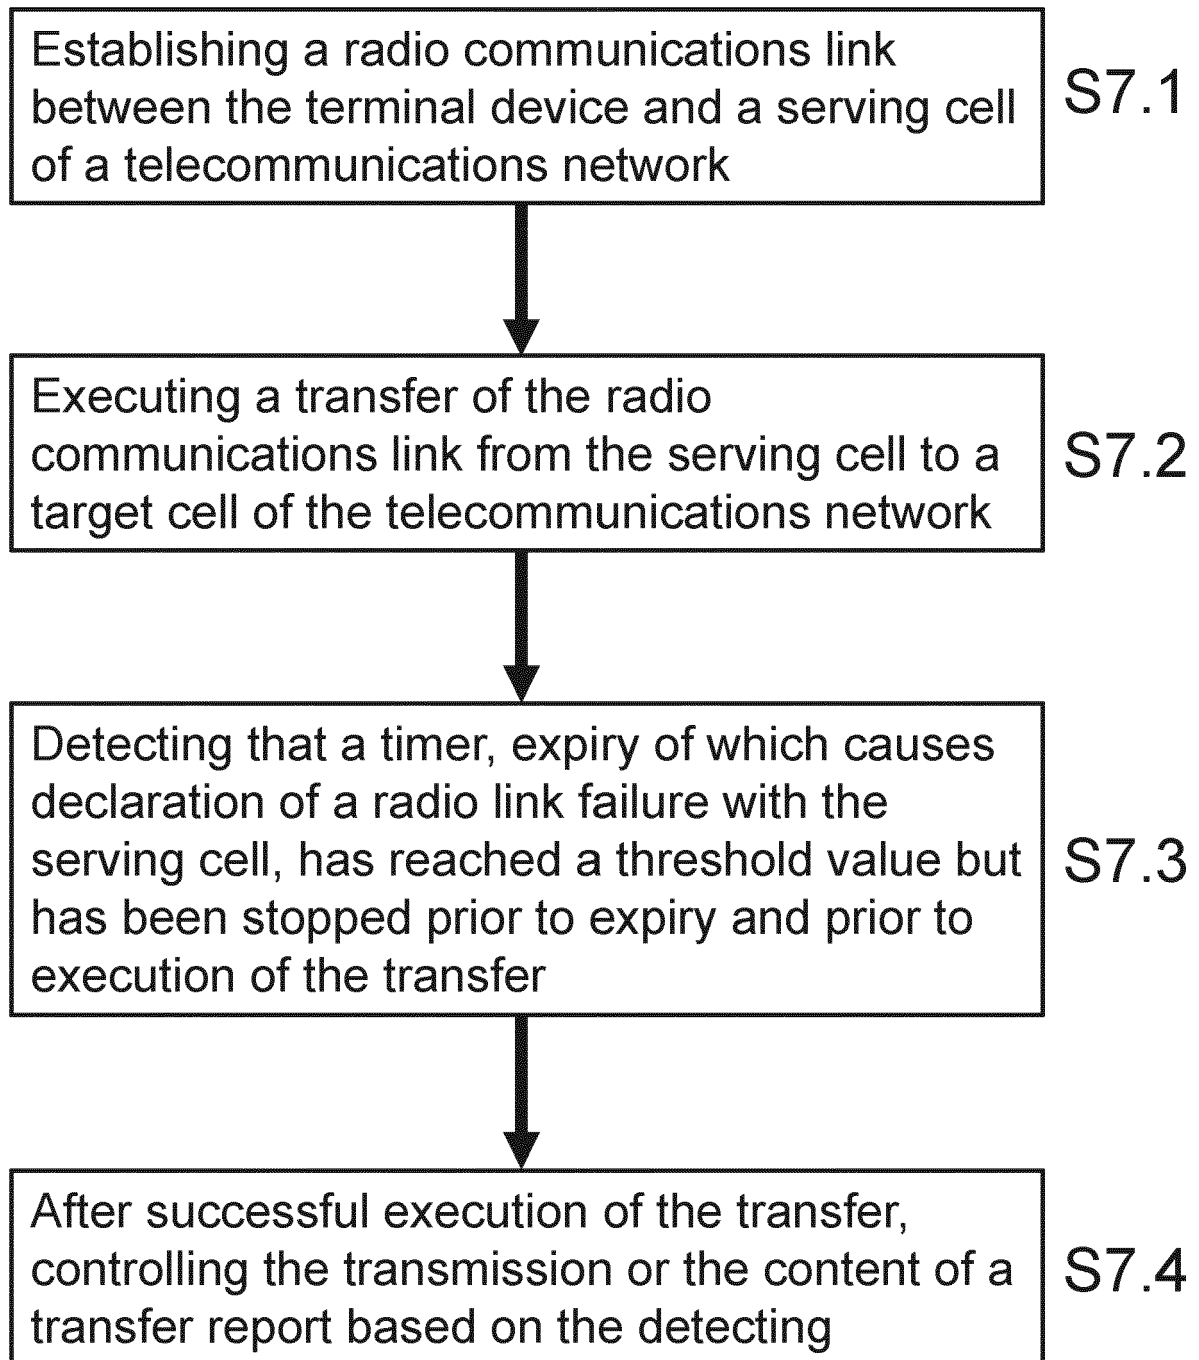 Establishing a radio communications link
between the terminal device and a serving cell
of a telecommunications network
S7.1
Executing a transfer of the radio
communications link from the serving cell to a
target cell of the telecommunications network
S7.2
Detecting that a timer, expiry of which causes
declaration of a radio link failure with the
serving cell, has reached a threshold value but
has been stopped prior to expiry and prior to
execution of the transfer
S7.3
After successful execution of the transfer,
controlling the transmission or the content of a
transfer report based on the detecting
S7.4